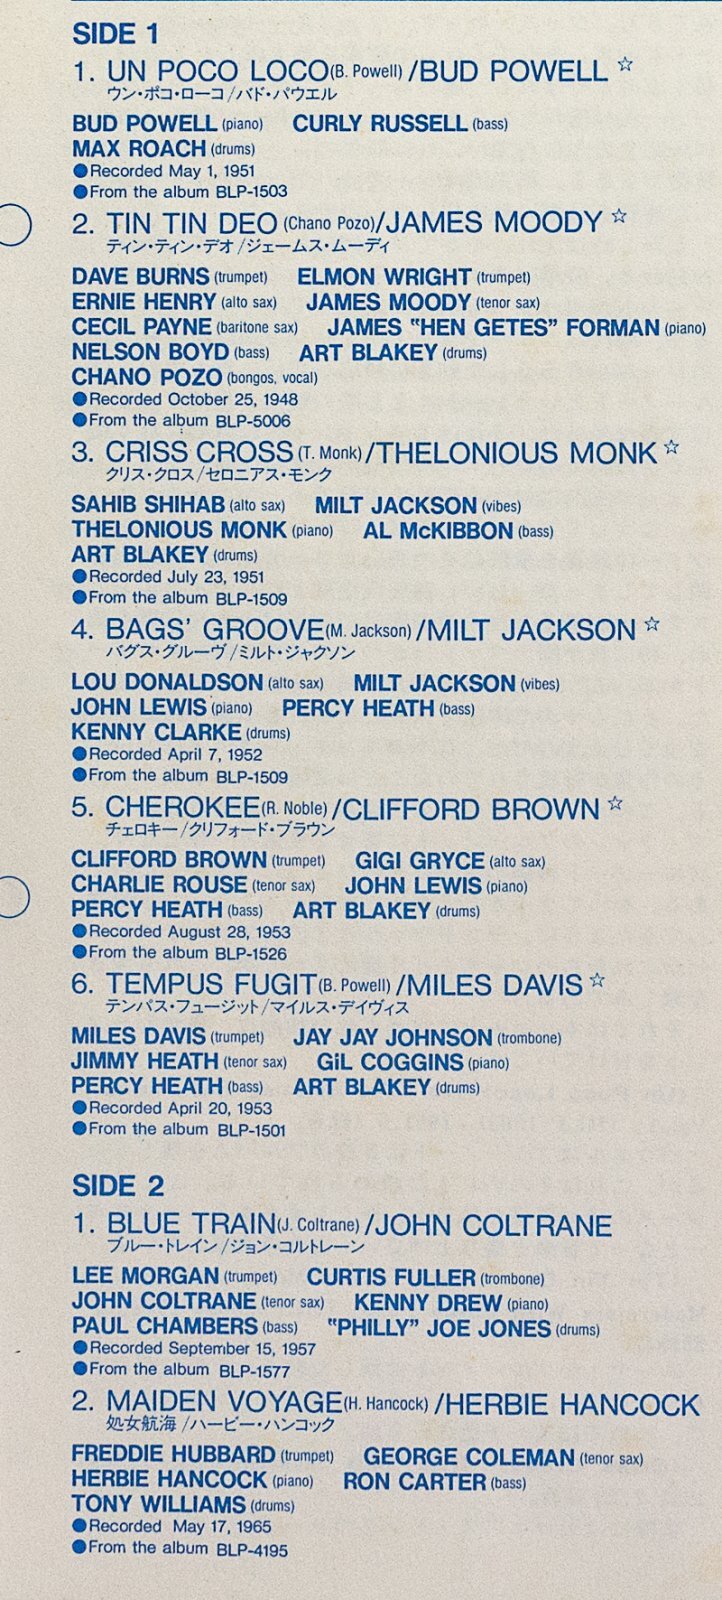 SIDE 1
1. UN POCO LOCO(B. Powell) /BUD POWELL ☆
ウン・ポコ・ローコ/バド・パウエル
BUD POWELL (piano) CURLY RUSSELL (bass)
MAX ROACH (drums)
●Recorded May 1, 1951
●From the album BLP-1503
2. TIN TIN DEO (Chano Pozo)/JAMES MOODY ☆
ティン・ティン・デオ/ジェームス・ムーディ
DAVE BURNS (trumpet) ELMON WRIGHT (trumpet)
ERNIE HENRY (alto sax) JAMES MOODY (tenor sax)
CECIL PAYNE (baritone sax) JAMES "HEN GETES" FORMAN (piano)
NELSON BOYD (bass) ART BLAKEY (drums)
CHANO POZO (bongos, vocal)
●Recorded October 25, 1948
●From the album BLP-5006
3. CRISS CROSS (T. Monk) /THELONIOUS MONK ☆
クリス・クロス/セロニアス・モンク
SAHIB SHIHAB (alto sax) MILT JACKSON (vibes)
THELONIOUS MONK (piano) AL McKIBBON (bass)
ART BLAKEY (drums)
●Recorded July 23, 1951
●From the album BLP-1509
4. BAGS' GROOVE(M. Jackson) /MILT JACKSON ☆
バグス・グルーヴ/ミルト・ジャクソン
LOU DONALDSON (alto sax) MILT JACKSON (vibes)
JOHN LEWIS (piano) PERCY HEATH (bass)
KENNY CLARKE (drums)
●Recorded April 7, 1952
●From the album BLP-1509
5. CHEROKEE(R. Noble) /CLIFFORD BROWN ☆
チェロキー/クリフォード・ブラウン
CLIFFORD BROWN (trumpet) GIGI GRYCE (alto sax)
CHARLIE ROUSE (tenor sax) JOHN LEWIS (piano)
PERCY HEATH (bass) ART BLAKEY (drums)
●Recorded August 28, 1953
●From the album BLP-1526
6. TEMPUS FUGIT(B. Powell) /MILES DAVIS ☆
テンパス・フュージット/マイルス・デイヴィス
MILES DAVIS (trumpet) JAY JAY JOHNSON (trombone)
JIMMY HEATH (tenor sax) GiL COGGINS (piano)
PERCY HEATH (bass) ART BLAKEY (drums)
●Recorded April 20, 1953
●From the album BLP-1501
SIDE 2
1. BLUE TRAIN(J. Coltrane) /JOHN COLTRANE
ブルー・トレイン/ジョン・コルトレーン
LEE MORGAN (trumpet) CURTIS FULLER (trombone)
JOHN COLTRANE (tenor sax) KENNY DREW (piano)
PAUL CHAMBERS (bass) "PHILLY" JOE JONES (drums)
●Recorded September 15, 1957
●From the album BLP-1577
2. MAIDEN VOYAGE(H. Hancock) /HERBIE HANCOCK
処女航海/ハービー・ハンコック
FREDDIE HUBBARD (trumpet) GEORGE COLEMAN (tenor sax)
HERBIE HANCOCK (piano) RON CARTER (bass)
TONY WILLIAMS (drums)
●Recorded May 17, 1965
●From the album BLP-4195